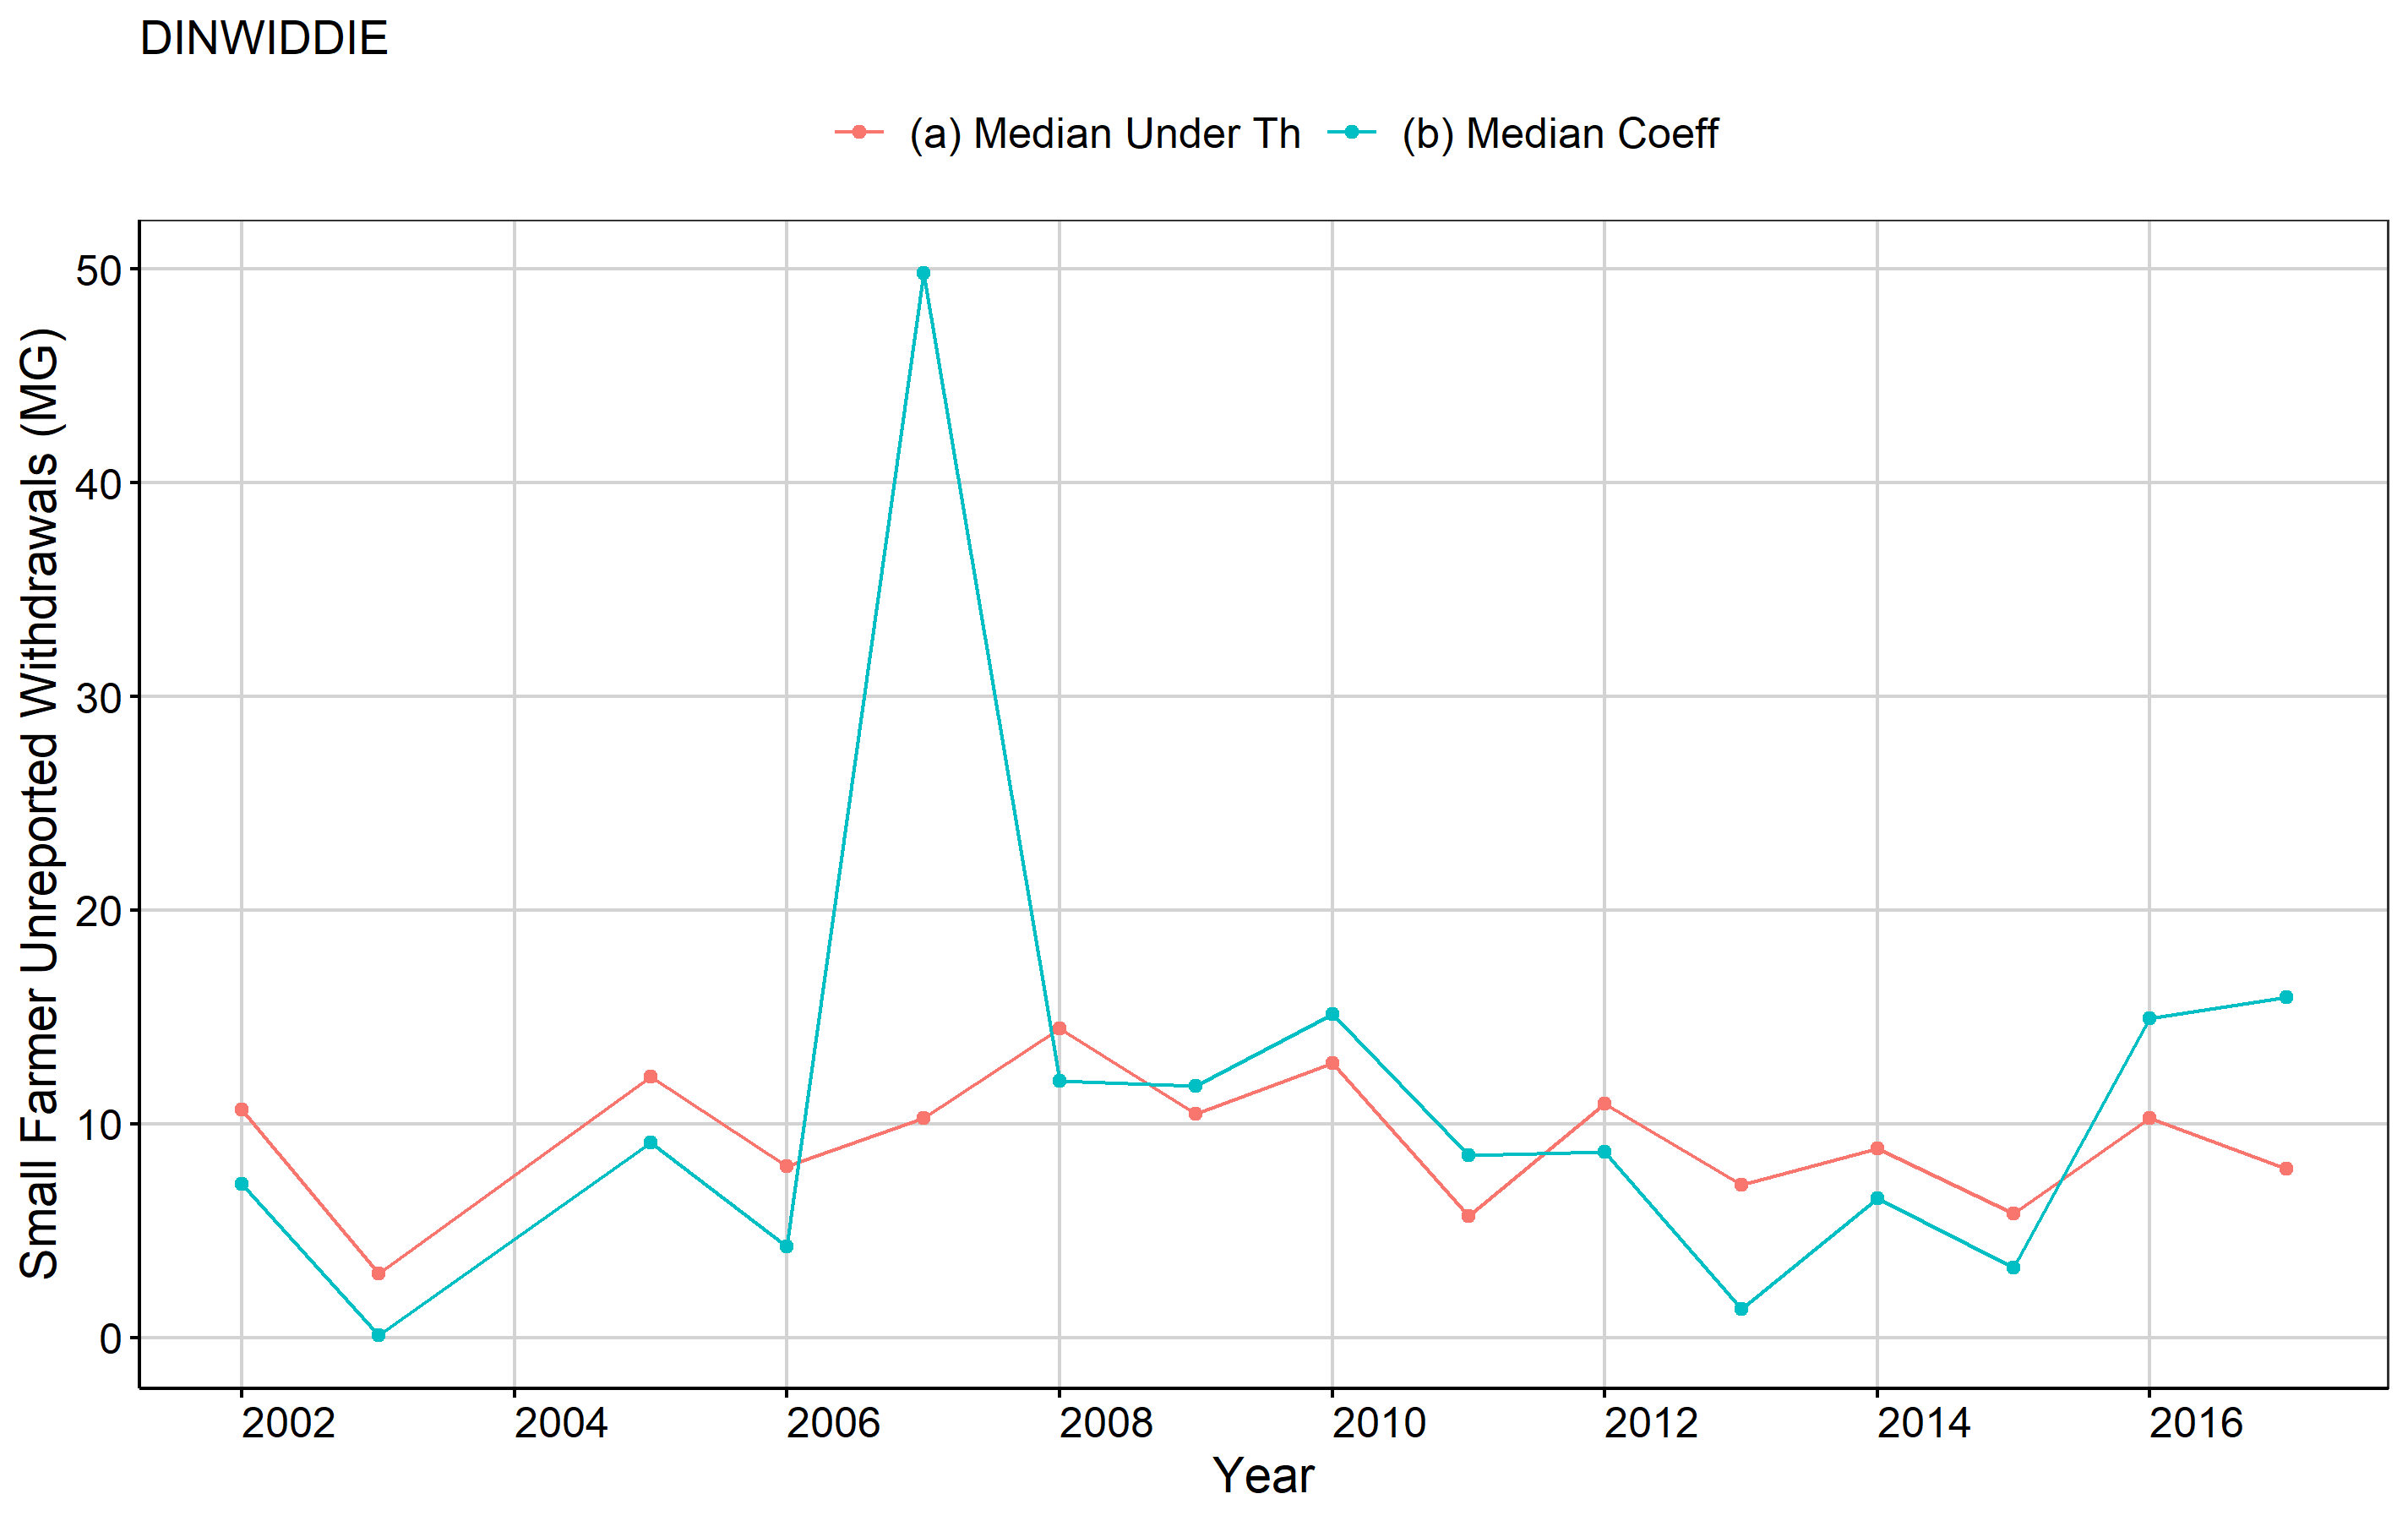 DINWIDDIE
(a) Median Under Th (b) Median Coeff
Small Farmer Unreported Withdrawals (MG)
50
40
30
20
10
0
2002 2004 2006 2008 2010 2012 2014 2016
Year